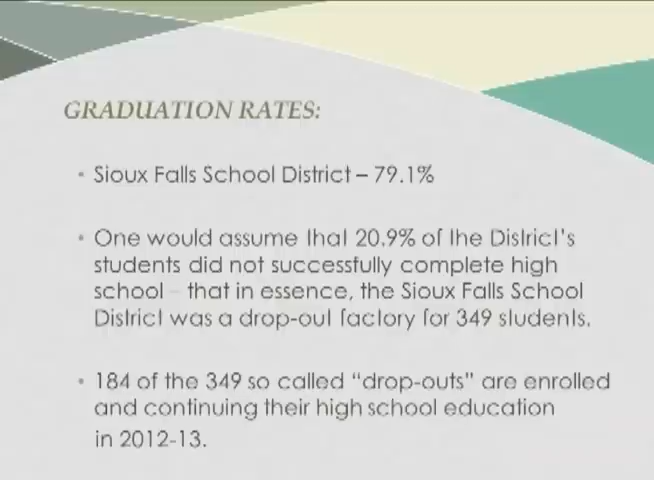 GRADUATION RATES:
• Sioux Falls School District – 79.1%
• One would assume that 20.9% of the District's
students did not successfully complete high
school – that in essence, the Sioux Falls School
District was a drop-out factory for 349 students.
• 184 of the 349 so called “drop-outs” are enrolled
and continuing their high school education
in 2012-13.